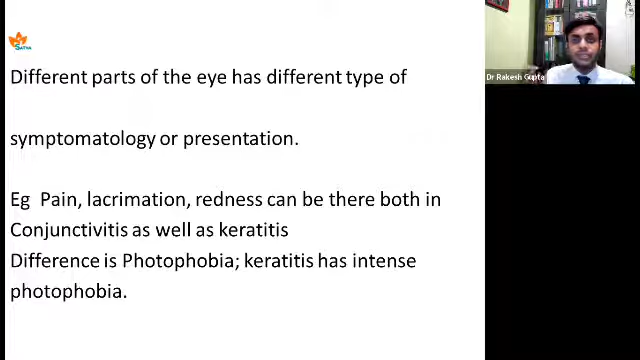 Different parts of the eye has different type of
symptomatology or presentation.
Eg Pain, lacrimation, redness can be there both in
Conjunctivitis as well as keratitis
Difference is Photophobia; keratitis has intense
photophobia.
Dr Rakesh Gupta